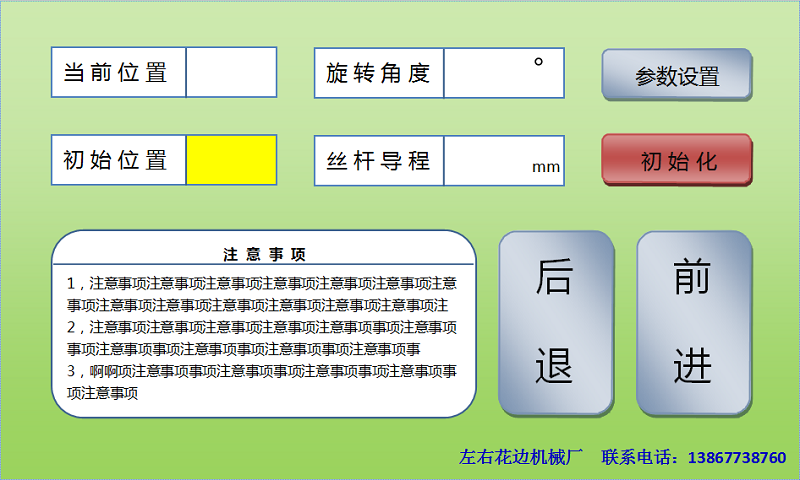 当前位置
旋转角度 °
参数设置
初始位置
丝杆导程 mm
初始化
注意事项
1，注意事项注意事项注意事项注意事项注意事项注意事项注意
事项注意事项注意事项注意事项注意事项注意事项注意事项注
2，注意事项注意事项注意事项注意事项注意事项事项注意事项
事项注意事项事项注意事项事项注意事项事项注意事项事
3，啊啊项注意事项事项注意事项事项注意事项事项注意事项事
项注意事项
后退
前进
左右花边机械厂 联系电话：13867738760